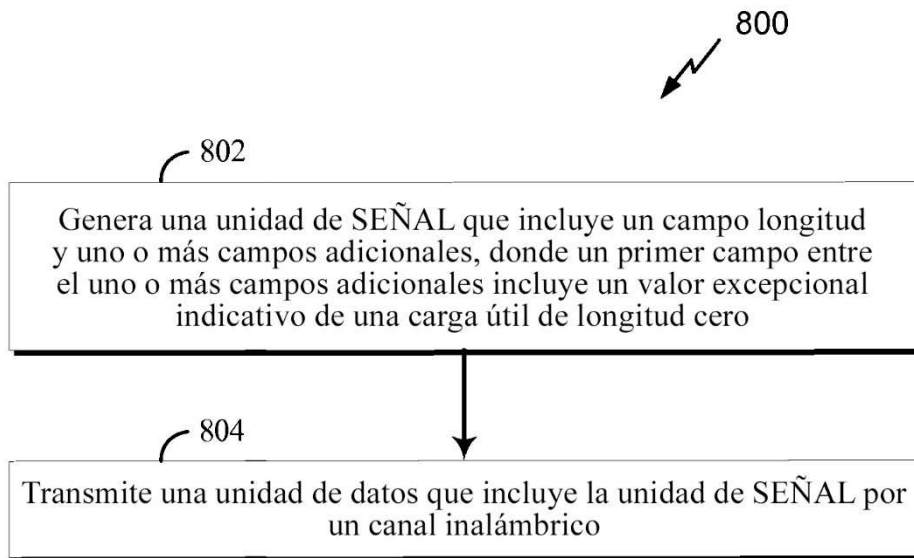 800
802
Genera una unidad de SEÑAL que incluye un campo longitud
y uno o más campos adicionales, donde un primer campo entre
el uno o más campos adicionales incluye un valor excepcional
indicativo de una carga útil de longitud cero
804
Transmite una unidad de datos que incluye la unidad de SEÑAL por
un canal inalámbrico